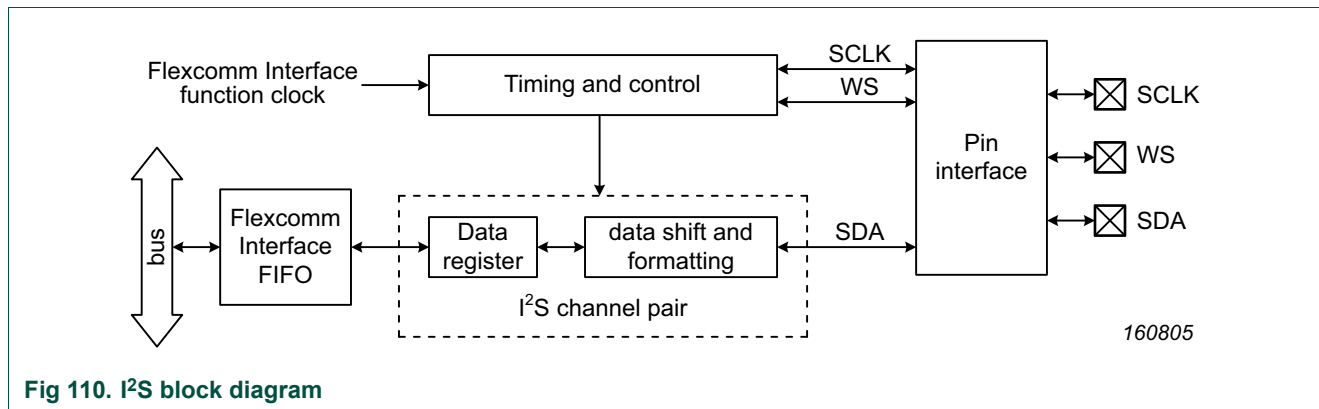 Flexcomm Interface
function clock
Timing and control
SCLK
WS
Pin
interface
SCLK
WS
SDA
bus
Flexcomm
Interface
FIFO
Data
register
data shift and
formatting
SDA
I²S channel pair
160805
Fig 110. I²S block diagram